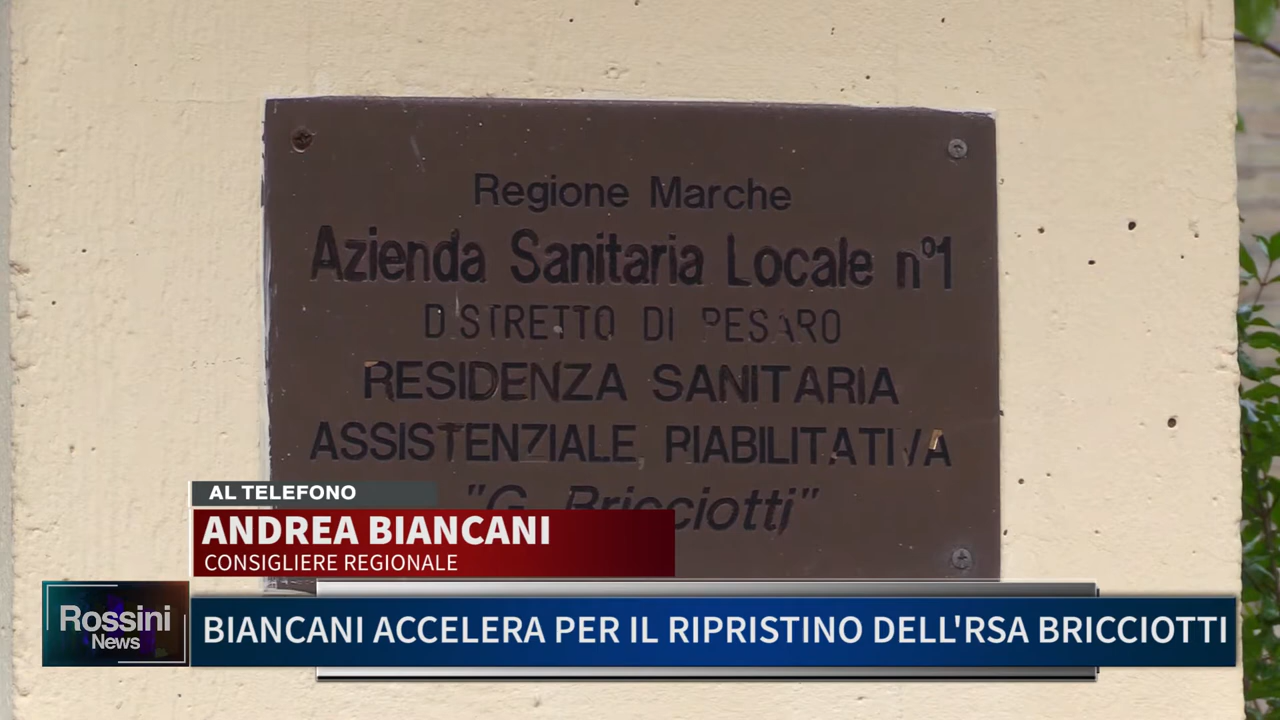 Regione Marche
Azienda Sanitaria Locale n°1
D.STRETTO DI PESARO
RESIDENZA SANITARIA
ASSISTENZIALE RIABILITATIVA
"G. Bricciotti"
AL TELEFONO
ANDREA BIANCANI
CONSIGLIERE REGIONALE
Rossini
News
BIANCANI ACCELERA PER IL RIPRISTINO DELL'RSA BRICCIOTTI